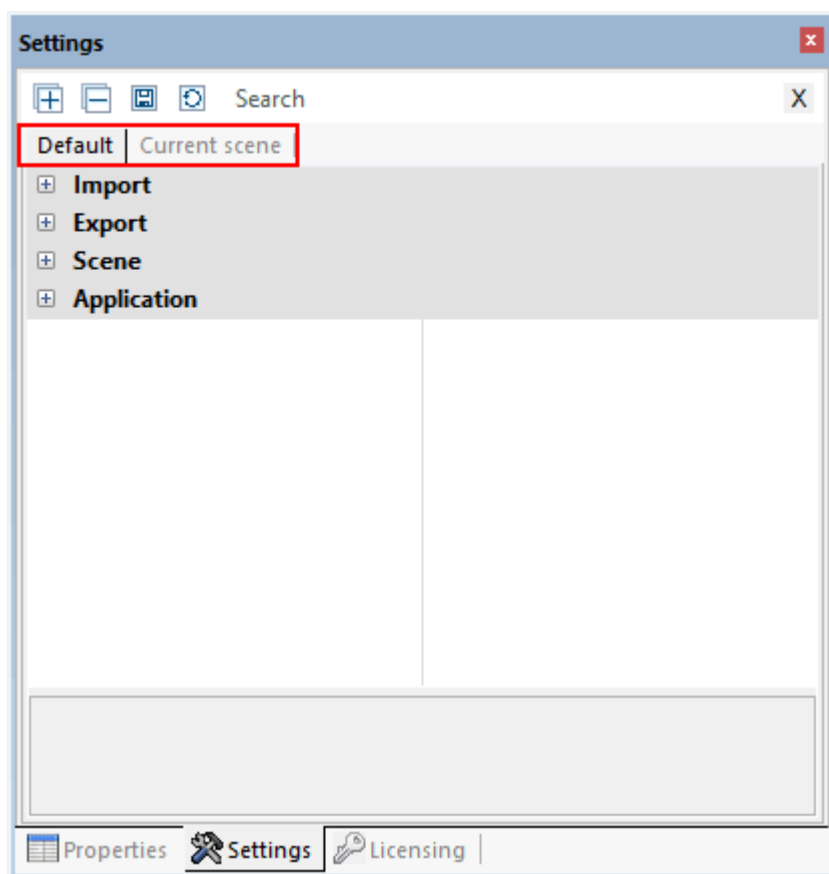 Settings
Search X
Default Current scene
Import
Export
Scene
Application
Properties Settings Licensing